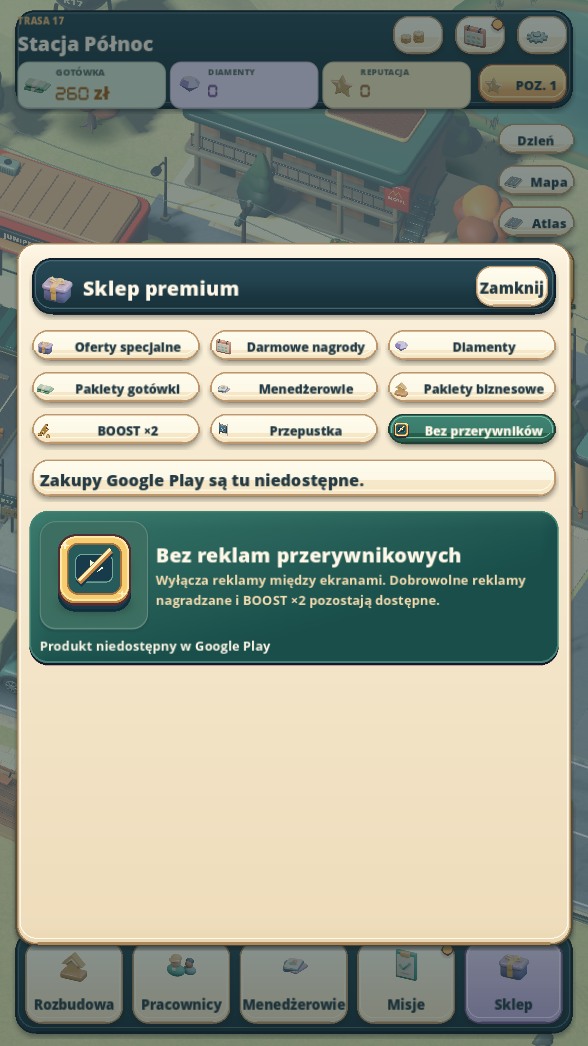 TRASA 17
Stacja Północ
GOTÓWKA
260 zł
DIAMENTY
0
REPUTACJA
0
POZ. 1
Dzień
Mapa
Atlas
Sklep premium
Zamknij
Oferty specjalne
Darmowe nagrody
Diamenty
Pakiety gotówki
Menedżerowie
Pakiety biznesowe
BOOST ×2
Przepustka
Bez przerywników
Zakupy Google Play są tu niedostępne.
Bez reklam przerywnikowych
Wyłącza reklamy między ekranami. Dobrowolne reklamy
nagradzane i BOOST ×2 pozostają dostępne.
Produkt niedostępny w Google Play
Rozbudowa
Pracownicy
Menedżerowie
Misje
Sklep